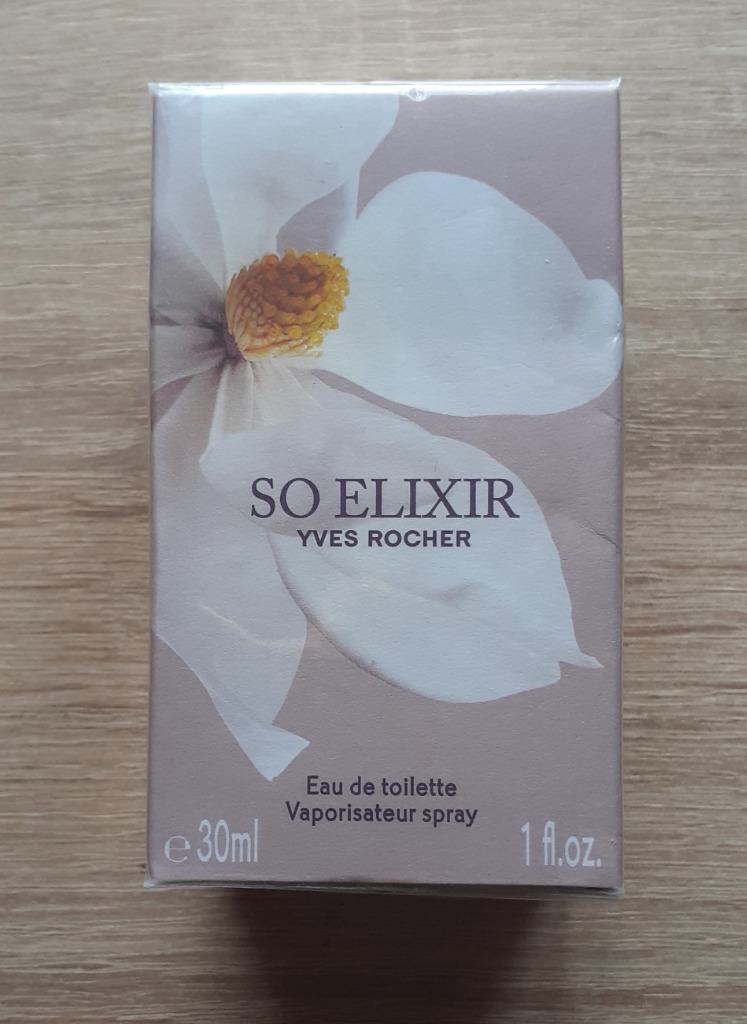 SO ELIXIR
YVES ROCHER
Eau de toilette
Vaporisateur spray
℮ 30ml 1 fl.oz.